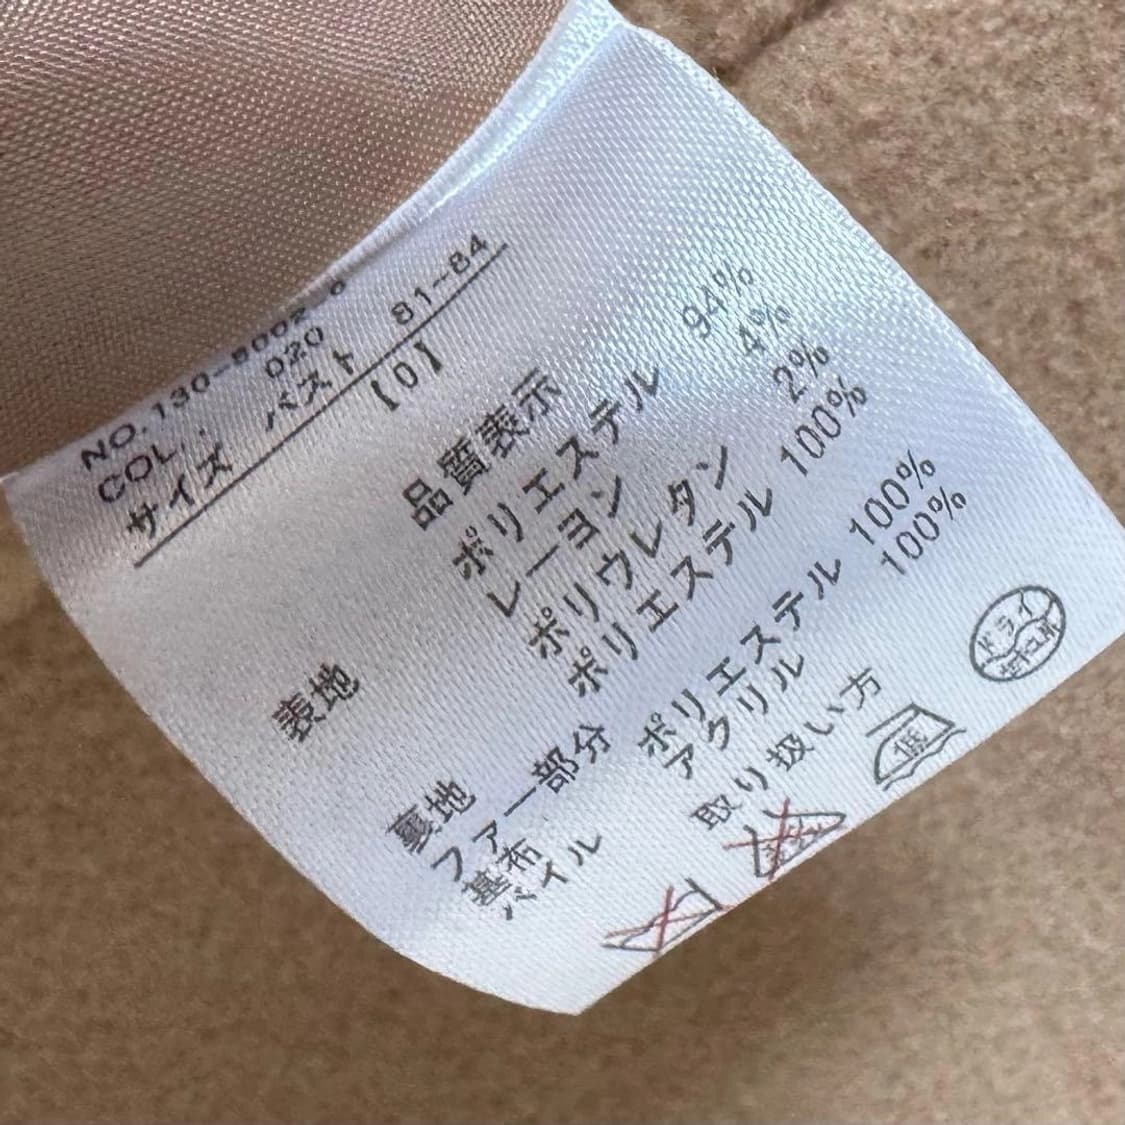 NO.130-8002-6
COL. 020
サイズ バスト 81~84
【0】
品質表示
表地 ポリエステル 94%
レーヨン 4%
ポリウレタン 2%
裏地 ポリエステル 100%
ファー部分
基布 ポリエステル 100%
パイル アクリル 100%
取り扱い方
低
ドライ
セキユ系